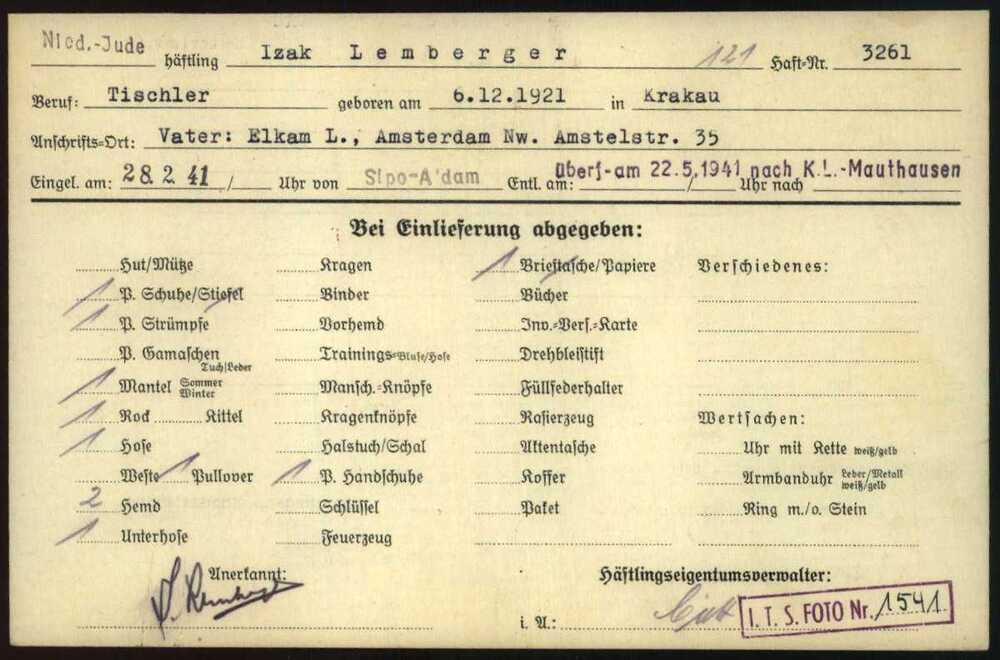 Nied.-Jude häftling Izak Lemberger 121 Haft-Nr. 3261
Beruf: Tischler geboren am 6.12.1921 in Krakau
Anschrifts-Ort: Vater: Elkam L., Amsterdam Nw. Amstelstr. 35
Eingel. am: 28.2.41 / Uhr von Sipo-A'dam Entl. am: überf-am 22.5.1941 nach K.L.-Mauthausen / Uhr nach
Bei Einlieferung abgegeben:
Hut/Mütze Kragen 1 Brieftasche/Papiere Verschiedenes:
1 P. Schuhe/Stiefel Binder Bücher
1 P. Strümpfe Vorhemd Inv.-Vers.-Karte
P. Gamaschen Tuch/Leder Trainings-Bluse/Hose Drehbleistift
1 Mantel Sommer Winter Mansch.-Knöpfe Füllfederhalter
1 Rock Kittel Kragenknöpfe Rasierzeug Wertsachen:
1 Hose Halstuch/Schal Aktentasche Uhr mit Kette weiß/gelb
Weste 1 Pullover 1 P. Handschuhe Koffer Armbanduhr Leder/Metall weiß/gelb
2 Hemd Schlüssel Paket Ring m./o. Stein
1 Unterhose Feuerzeug
Anerkannt: Häftlingseigentumsverwalter:
i. A.: I. T. S. FOTO Nr. 1541